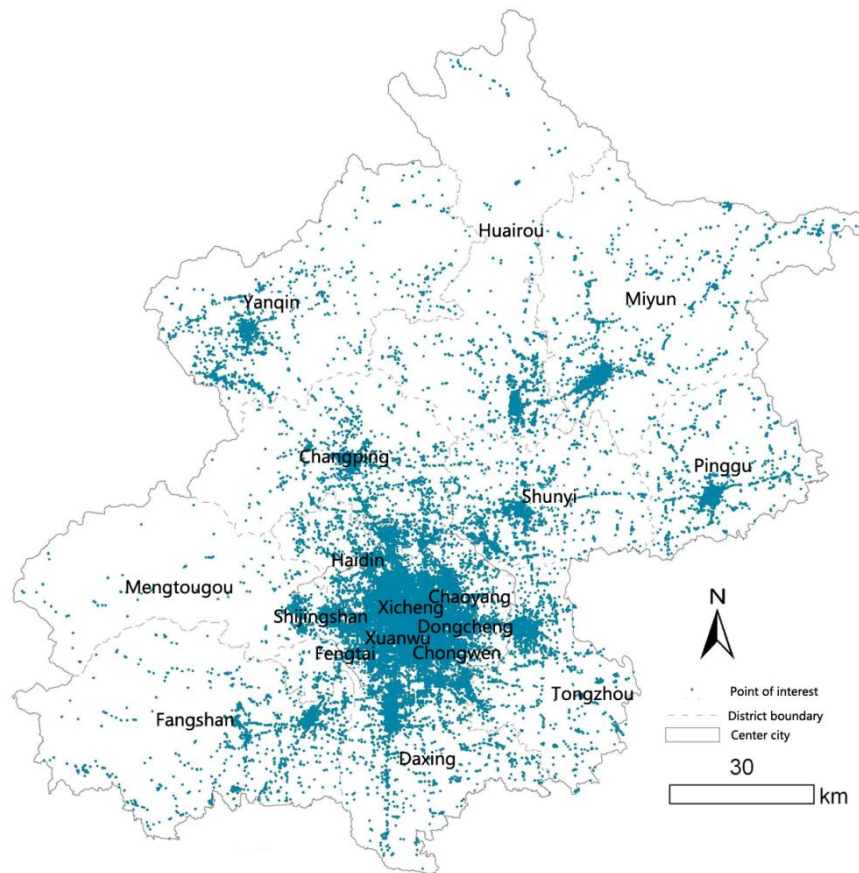 Huairou
Yanqin
Miyun
Changping
Pinggu
Shunyi
Haidin
Mengtougou
Chaoyang
Xicheng
Shijingshan
Dongcheng
Xuanwu
Fengtai
Chongwen
Tongzhou
Fangshan
Daxing
N
Point of interest
District boundary
Center city
30
km